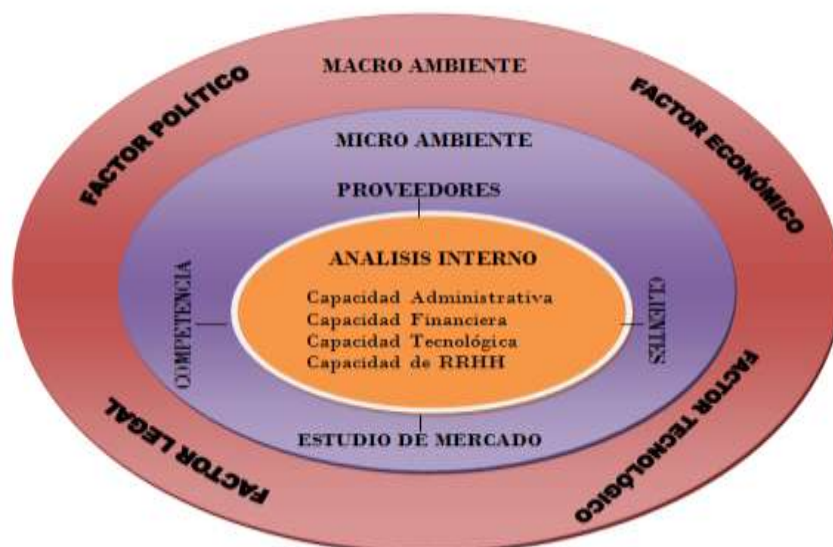 MACRO AMBIENTE
FACTOR POLÍTICO
FACTOR ECONÓMICO
MICRO AMBIENTE
PROVEEDORES
ANALISIS INTERNO
Capacidad Administrativa
Capacidad Financiera
Capacidad Tecnológica
Capacidad de RRHH
COMPETENCIA
CLIENTES
ESTUDIO DE MERCADO
FACTOR LEGAL
FACTOR TECNOLÓGICO